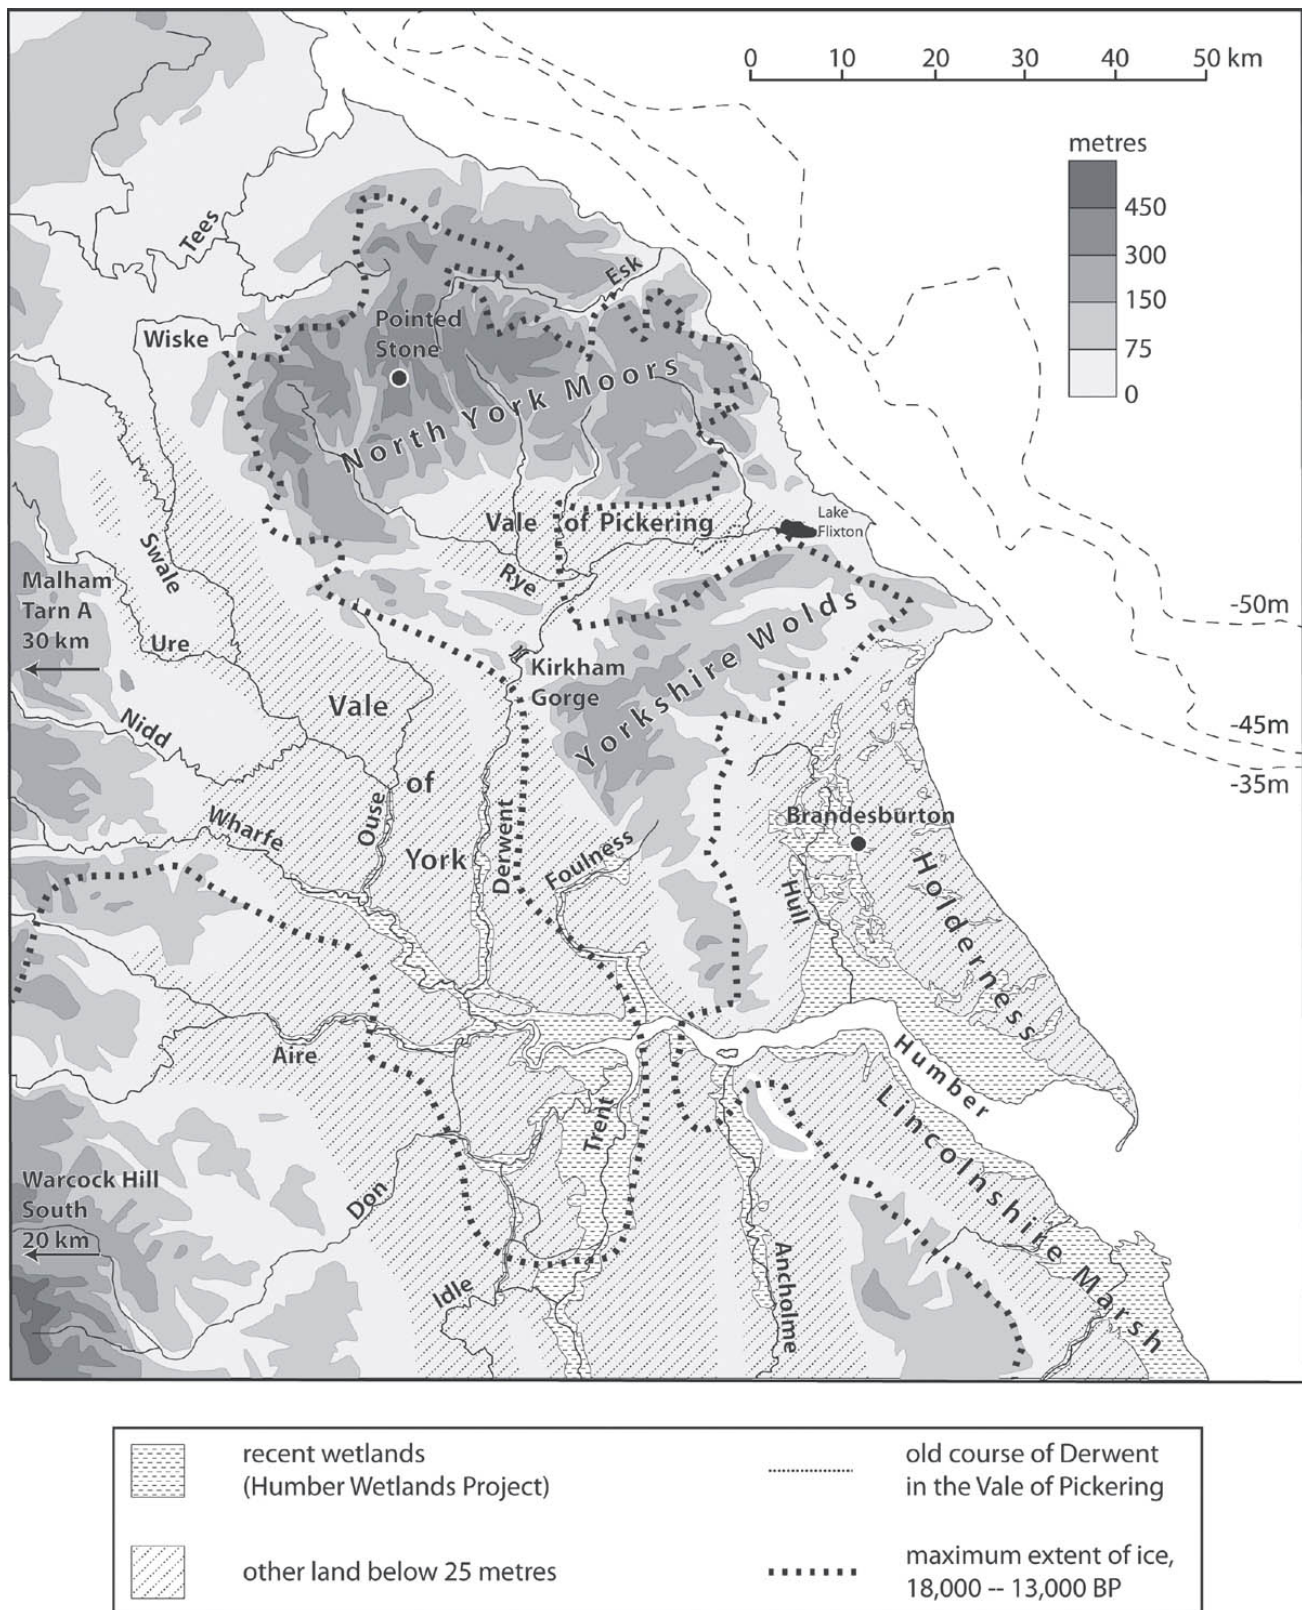 0 10 20 30 40 50 km
metres
450
300
150
75
0
Tees
Esk
Wiske
Pointed
Stone
North York Moors
Vale of Pickering
Lake
Flixton
Swale
Rye
Malham
Tarn A
30 km
Ure
-50m
Kirkham
Gorge
Yorkshire Wolds
Vale
of
York
Nidd
-45m
-35m
Wharfe
Ouse
Derwent
Foulness
Brandesburton
Hull
Holderness
Aire
Humber
Trent
Lincolnshire Marsh
Warcock Hill
South
20 km
Don
Idle
Ancholme
recent wetlands
(Humber Wetlands Project)
old course of Derwent
in the Vale of Pickering
other land below 25 metres
maximum extent of ice,
18,000 -- 13,000 BP